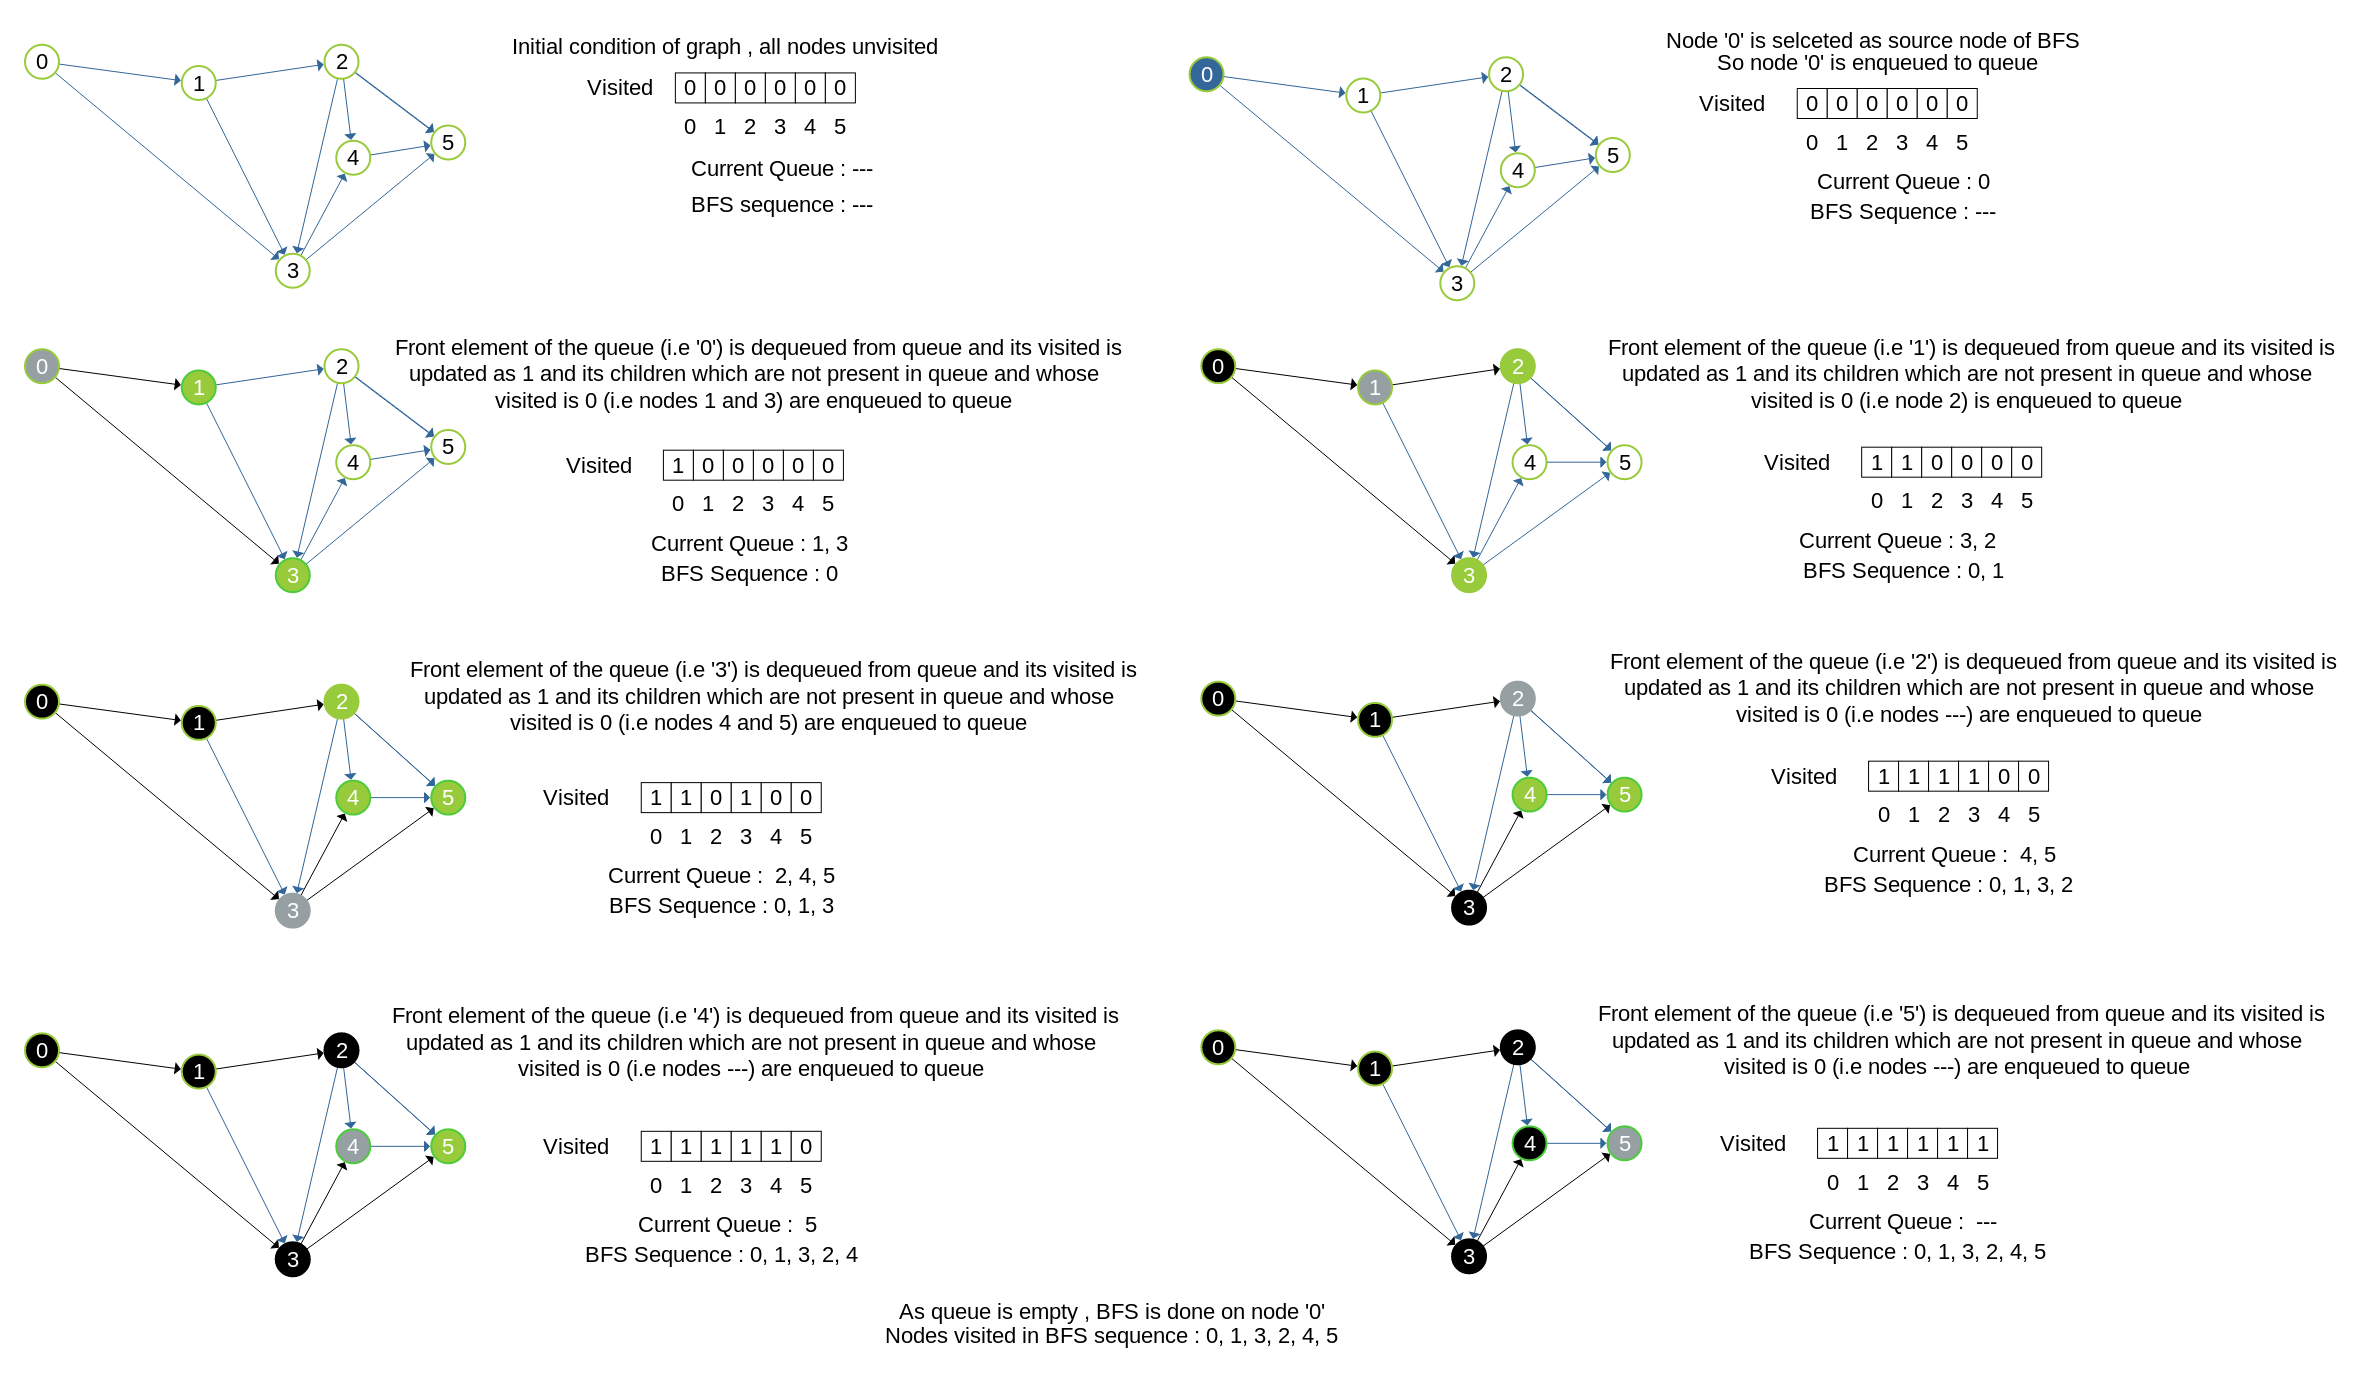 Initial condition of graph , all nodes unvisited
0
1
2
3
4
5
Visited 0 0 0 0 0 0
0 1 2 3 4 5
Current Queue : ---
BFS sequence : ---
Node '0' is selceted as source node of BFS
So node '0' is enqueued to queue
0
1
2
3
4
5
Visited 0 0 0 0 0 0
0 1 2 3 4 5
Current Queue : 0
BFS Sequence : ---
Front element of the queue (i.e '0') is dequeued from queue and its visited is
updated as 1 and its children which are not present in queue and whose
visited is 0 (i.e nodes 1 and 3) are enqueued to queue
0
1
2
3
4
5
Visited 1 0 0 0 0 0
0 1 2 3 4 5
Current Queue : 1, 3
BFS Sequence : 0
Front element of the queue (i.e '1') is dequeued from queue and its visited is
updated as 1 and its children which are not present in queue and whose
visited is 0 (i.e node 2) is enqueued to queue
0
1
2
3
4
5
Visited 1 1 0 0 0 0
0 1 2 3 4 5
Current Queue : 3, 2
BFS Sequence : 0, 1
Front element of the queue (i.e '3') is dequeued from queue and its visited is
updated as 1 and its children which are not present in queue and whose
visited is 0 (i.e nodes 4 and 5) are enqueued to queue
0
1
2
3
4
5
Visited 1 1 0 1 0 0
0 1 2 3 4 5
Current Queue : 2, 4, 5
BFS Sequence : 0, 1, 3
Front element of the queue (i.e '2') is dequeued from queue and its visited is
updated as 1 and its children which are not present in queue and whose
visited is 0 (i.e nodes ---) are enqueued to queue
0
1
2
3
4
5
Visited 1 1 1 1 0 0
0 1 2 3 4 5
Current Queue : 4, 5
BFS Sequence : 0, 1, 3, 2
Front element of the queue (i.e '4') is dequeued from queue and its visited is
updated as 1 and its children which are not present in queue and whose
visited is 0 (i.e nodes ---) are enqueued to queue
0
1
2
3
4
5
Visited 1 1 1 1 1 0
0 1 2 3 4 5
Current Queue : 5
BFS Sequence : 0, 1, 3, 2, 4
Front element of the queue (i.e '5') is dequeued from queue and its visited is
updated as 1 and its children which are not present in queue and whose
visited is 0 (i.e nodes ---) are enqueued to queue
0
1
2
3
4
5
Visited 1 1 1 1 1 1
0 1 2 3 4 5
Current Queue : ---
BFS Sequence : 0, 1, 3, 2, 4, 5
As queue is empty , BFS is done on node '0'
Nodes visited in BFS sequence : 0, 1, 3, 2, 4, 5